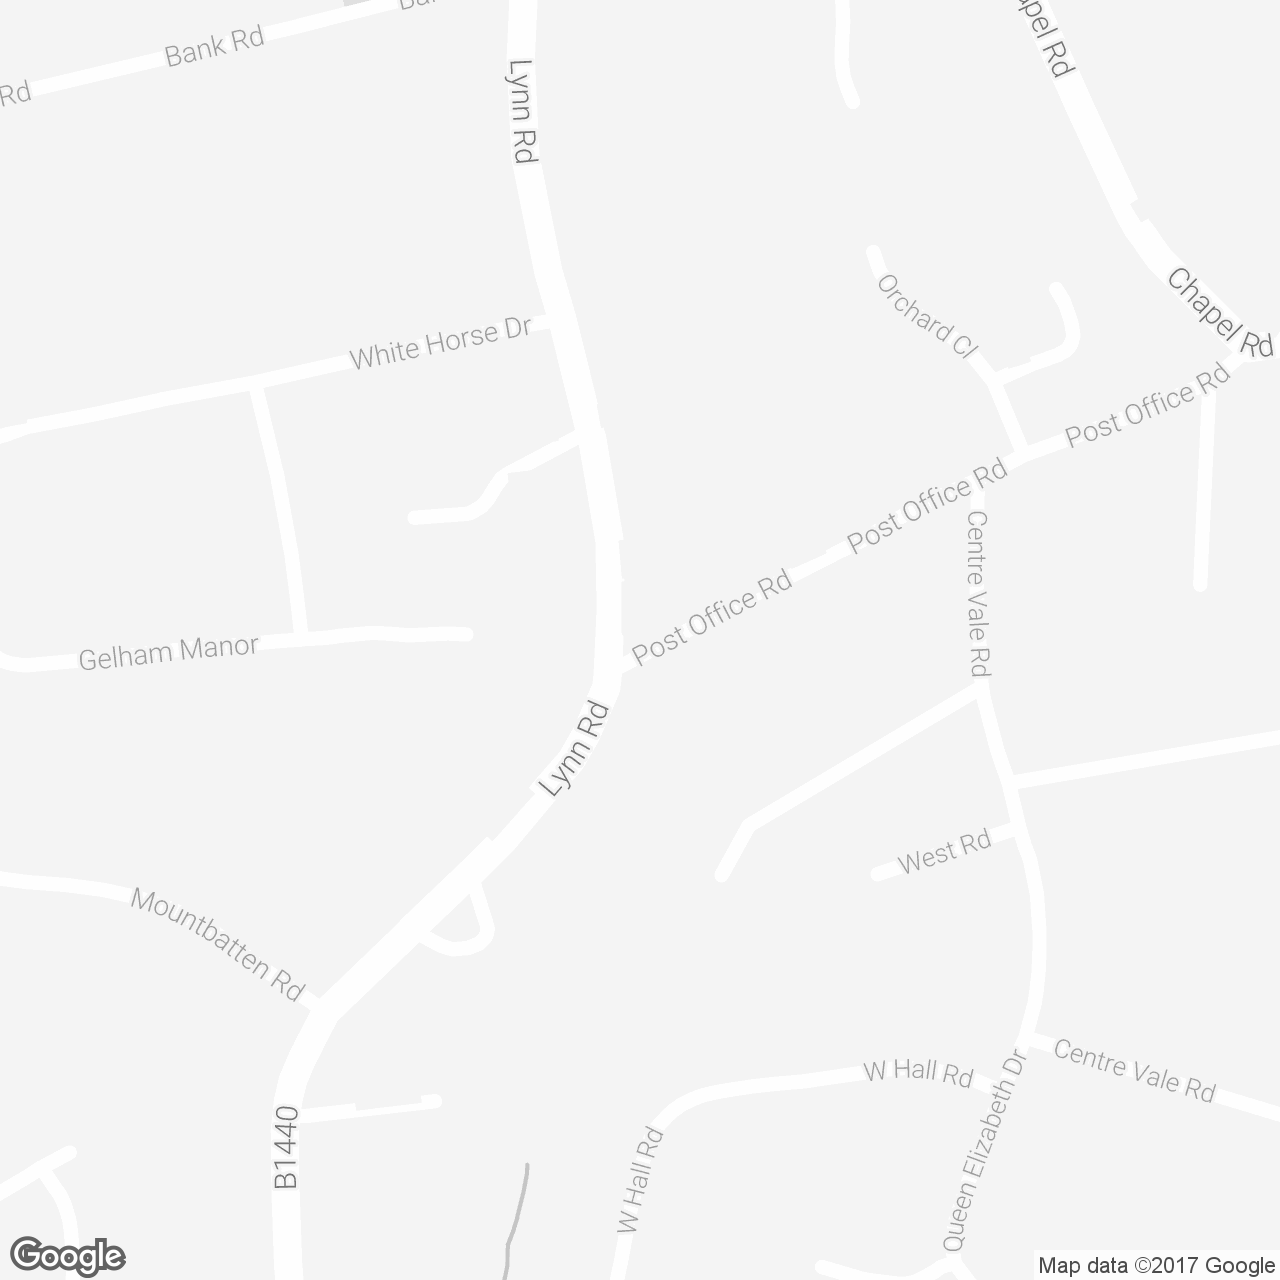 Bank Rd
Rd
Lynn Rd
Chapel Rd
Orchard Cl
White Horse Dr
Post Office Rd
Post Office Rd
Centre Vale Rd
Post Office Rd
Gelham Manor
Lynn Rd
West Rd
Mountbatten Rd
W Hall Rd
Centre Vale Rd
Queen Elizabeth Dr
B1440
W Hall Rd
Google
Map data ©2017 Google